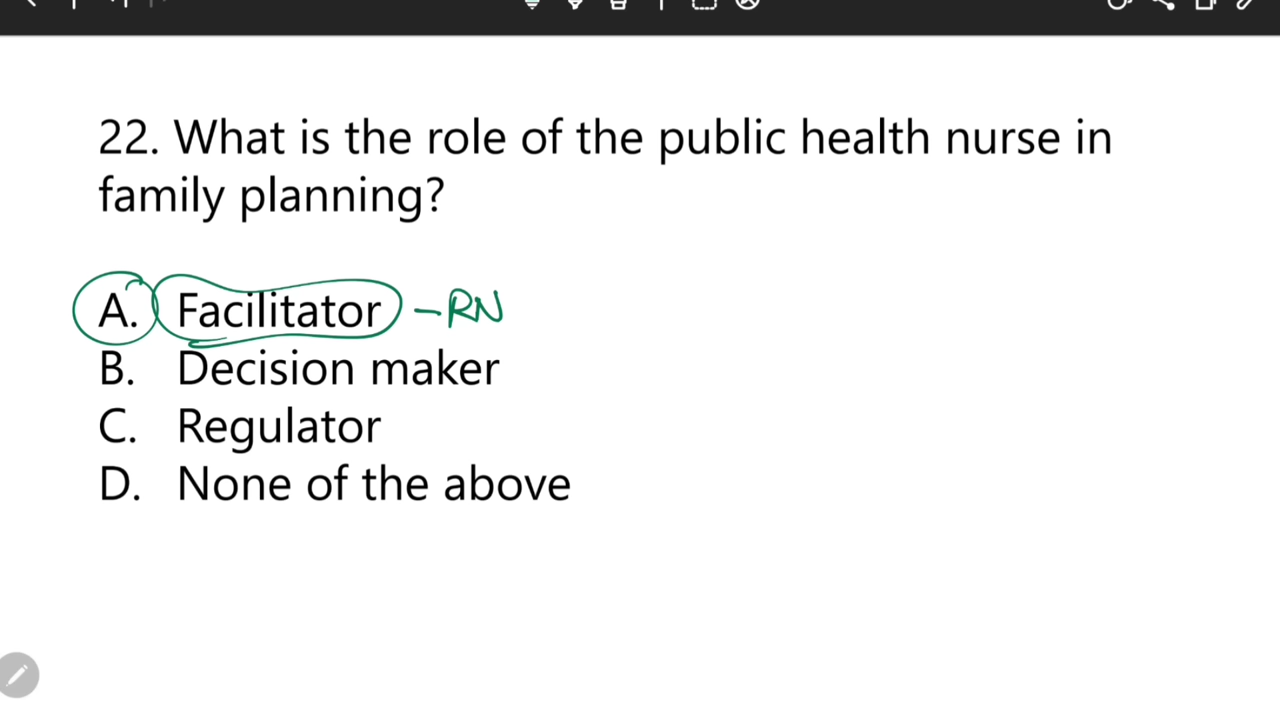 22. What is the role of the public health nurse in
family planning?
A. Facilitator - RN
B. Decision maker
C. Regulator
D. None of the above